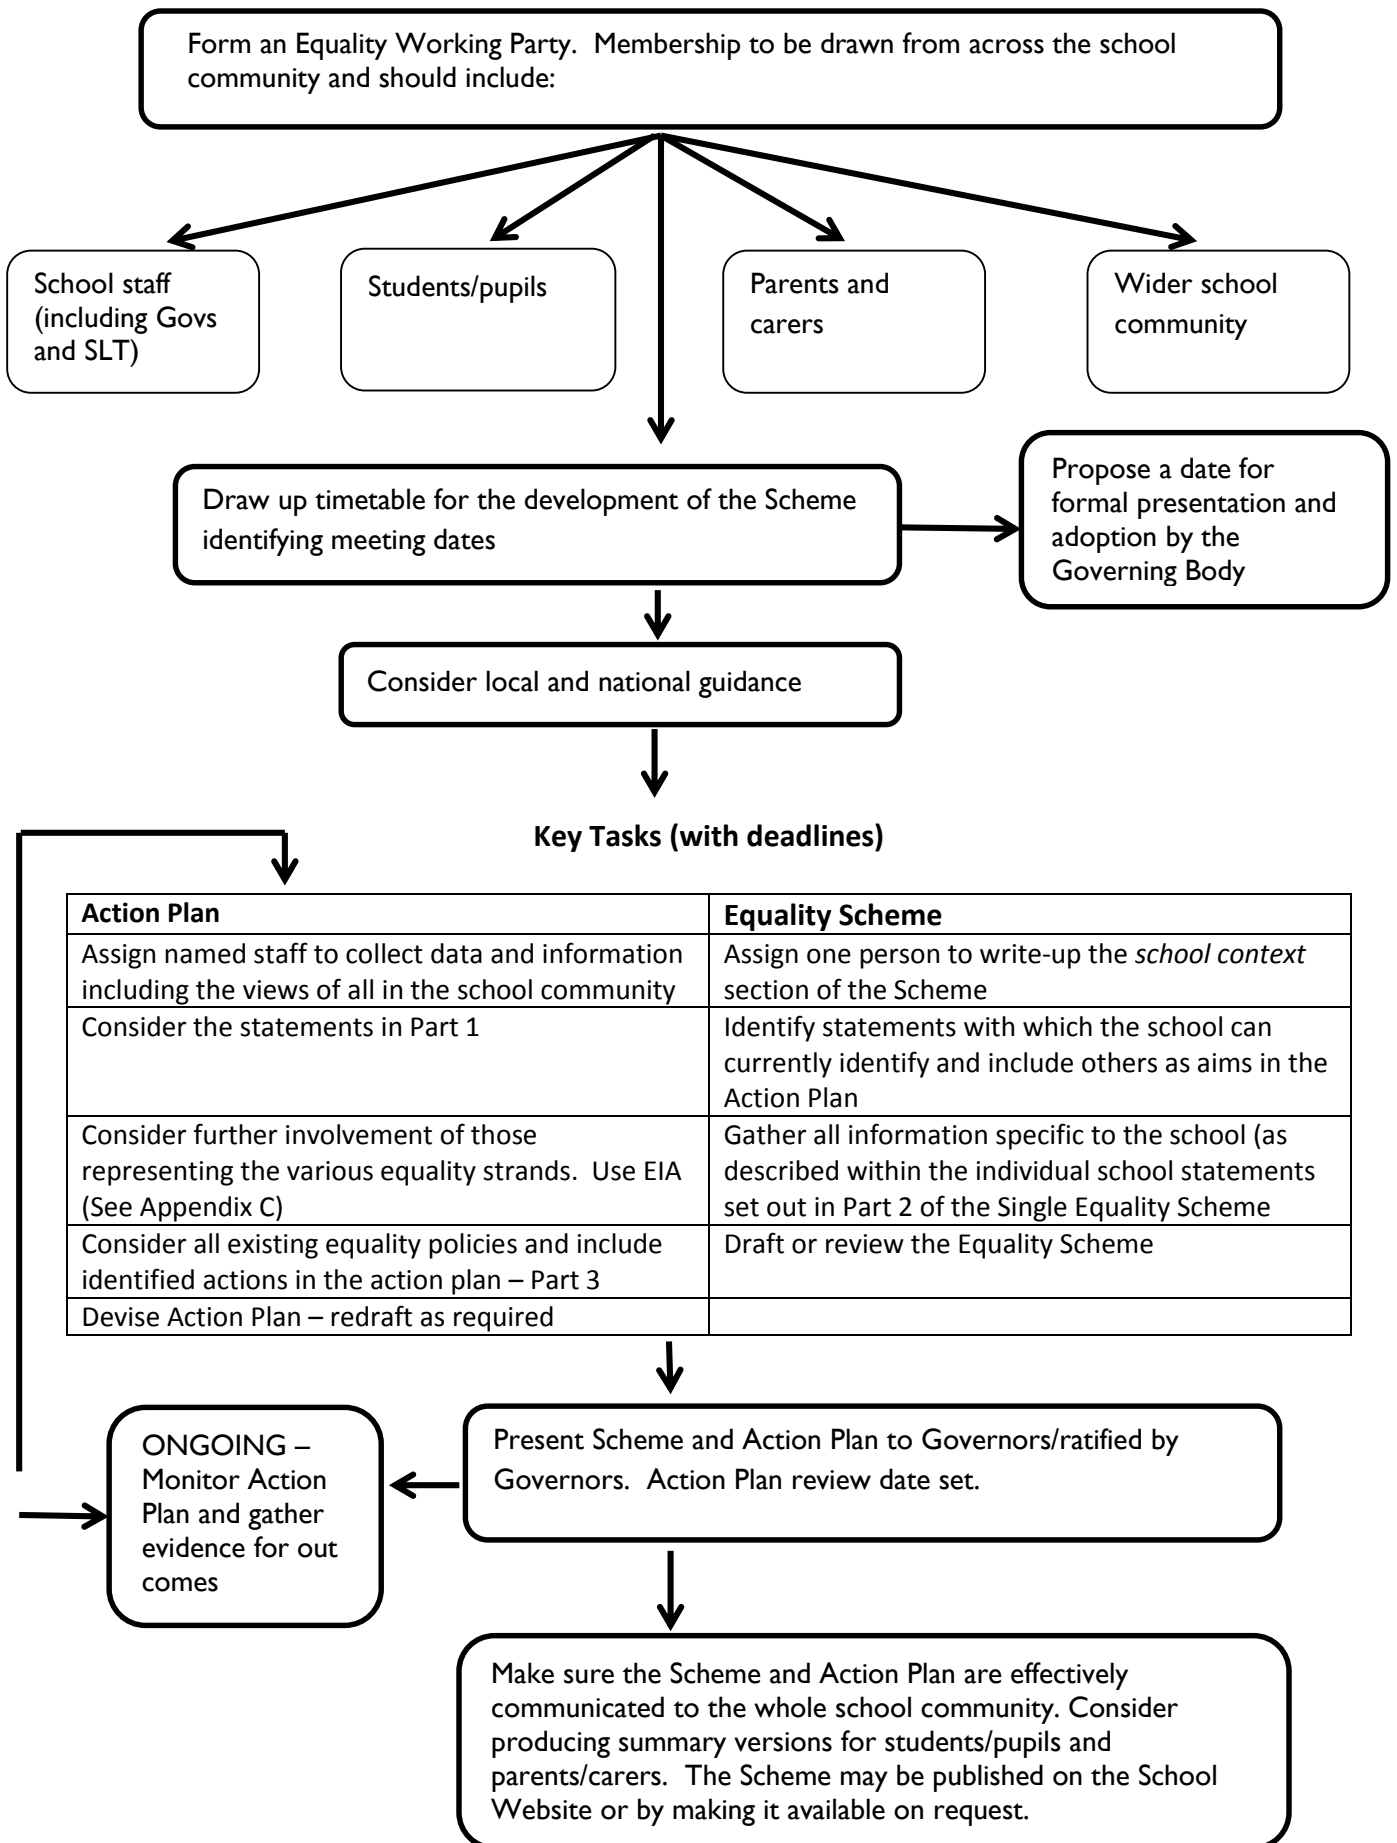 Form an Equality Working Party.  Membership to be drawn from across the school
community and should include:
School staff
(including Govs
and SLT)
Students/pupils
Parents and
carers
Wider school
community
Draw up timetable for the development of the Scheme
identifying meeting dates
Propose a date for
formal presentation and
adoption by the
Governing Body
Consider local and national guidance
Key Tasks (with deadlines)
Action Plan
Equality Scheme
Assign named staff to collect data and information
including the views of all in the school community
Assign one person to write-up the school context
section of the Scheme
Consider the statements in Part 1
Identify statements with which the school can
currently identify and include others as aims in the
Action Plan
Consider further involvement of those
representing the various equality strands.  Use EIA
(See Appendix C)
Gather all information specific to the school (as
described within the individual school statements
set out in Part 2 of the Single Equality Scheme
Consider all existing equality policies and include
identified actions in the action plan – Part 3
Draft or review the Equality Scheme
Devise Action Plan – redraft as required
ONGOING –
Monitor Action
Plan and gather
evidence for out
comes
Present Scheme and Action Plan to Governors/ratified by
Governors.  Action Plan review date set.
Make sure the Scheme and Action Plan are effectively
communicated to the whole school community. Consider
producing summary versions for students/pupils and
parents/carers.  The Scheme may be published on the School
Website or by making it available on request.